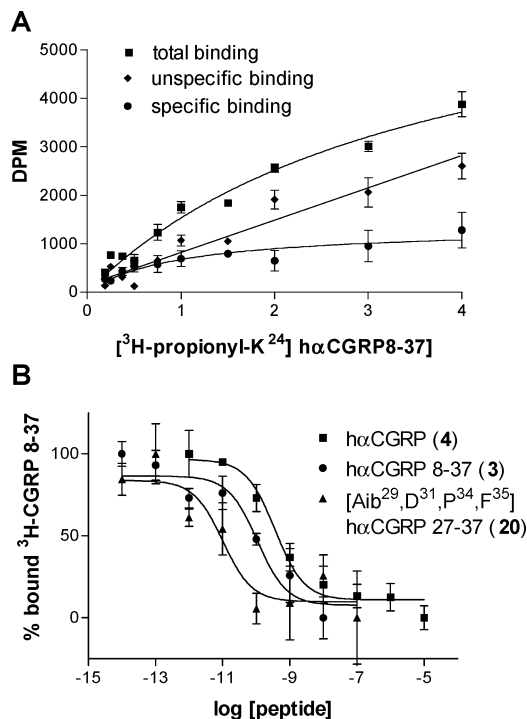 A
5000
4000
3000
2000
1000
0
DPM
■ total binding
◆ unspecific binding
● specific binding
0 1 2 3 4
[³H-propionyl-K²⁴] hαCGRP8-37]
B
100
50
0
% bound ³H-CGRP 8-37
■ hαCGRP (4)
● hαCGRP 8-37 (3)
▲ [Aib²⁹,D³¹,P³⁴,F³⁵]
hαCGRP 27-37 (20)
-15 -13 -11 -9 -7 -5
log [peptide]